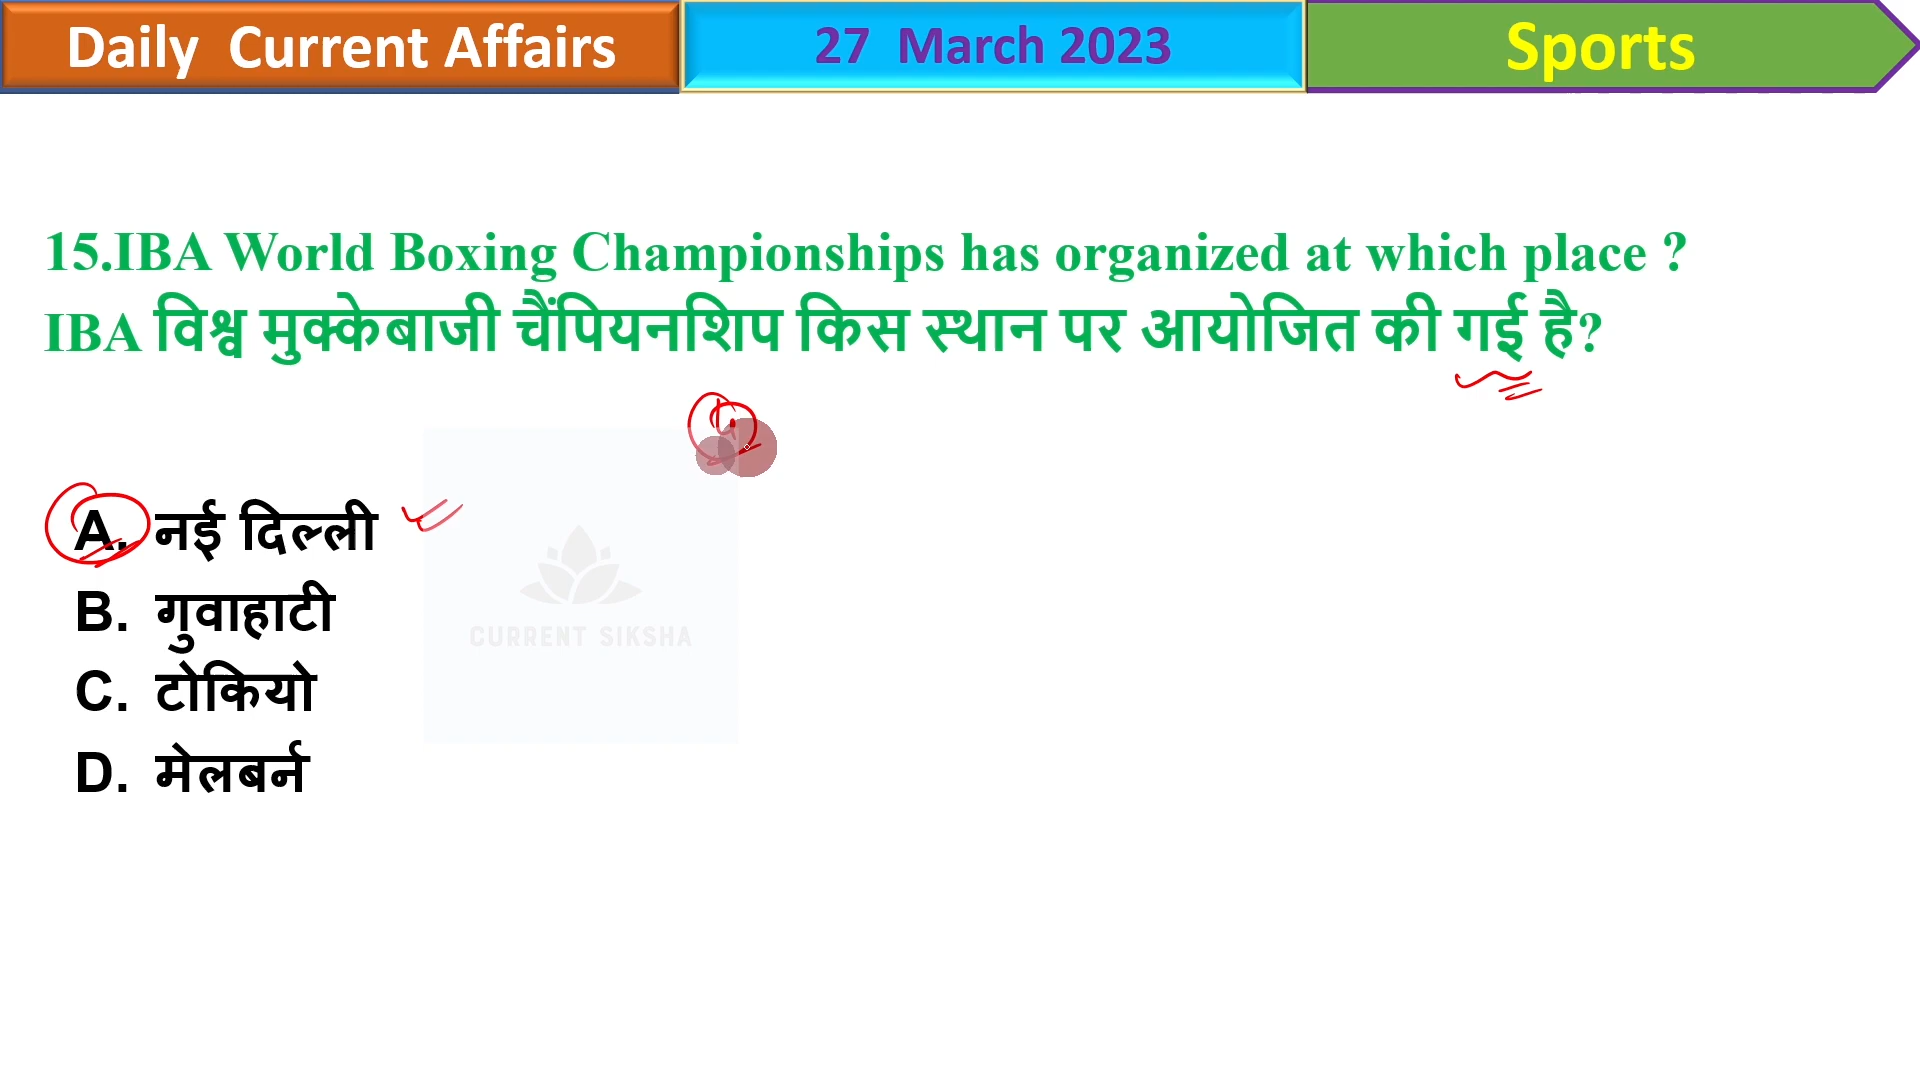 Daily Current Affairs
27 March 2023
Sports
15.IBA World Boxing Championships has organized at which place ?
IBA विश्व मुक्केबाजी चैंपियनशिप किस स्थान पर आयोजित की गई है?
A. नई दिल्ली
B. गुवाहाटी
C. टोकियो
D. मेलबर्न
CURRENT SIKSHA